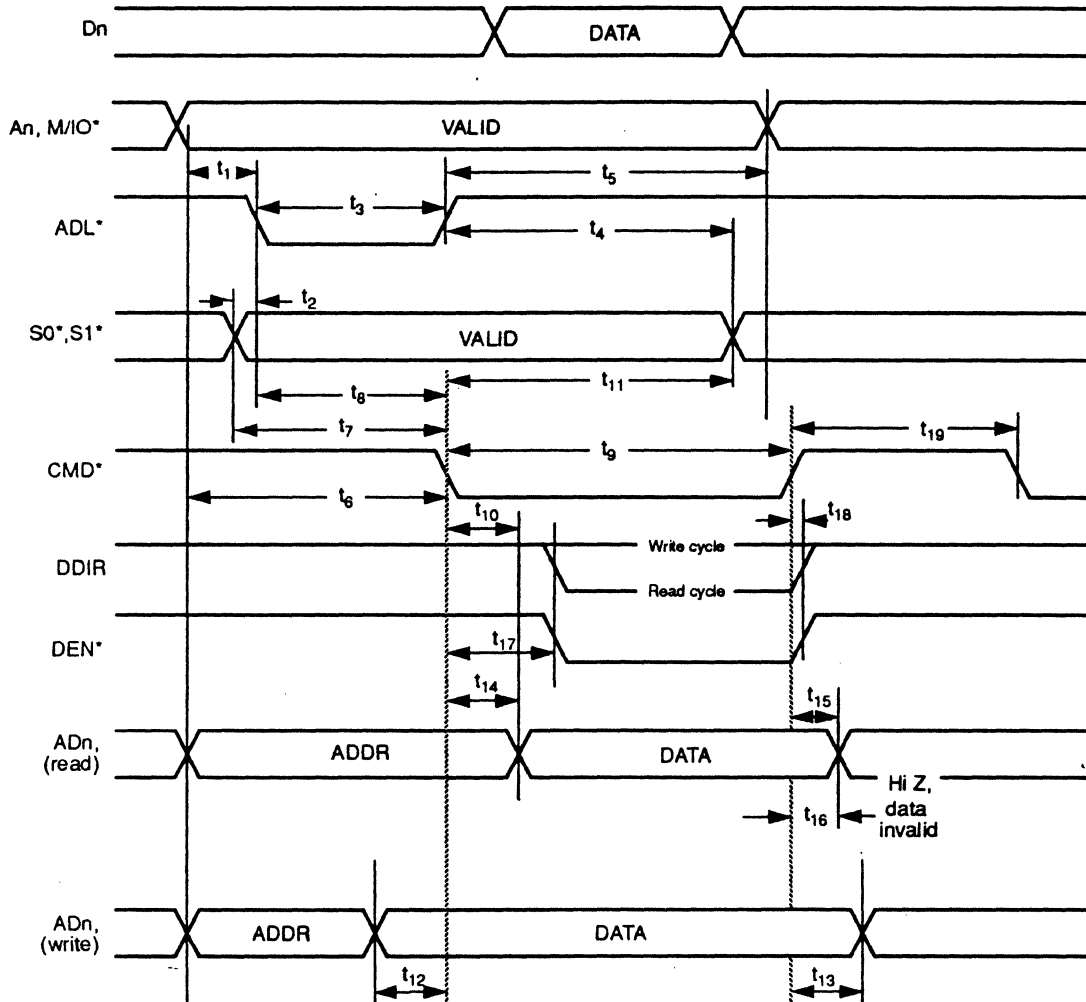 Dn
DATA
An, M/IO*
VALID
t1
t5
t3
ADL*
t4
t2
S0*,S1*
VALID
t11
t8
t7
t19
t9
CMD*
t6
t10
t18
Write cycle
DDIR
Read cycle
DEN*
t17
t14
t15
ADn,
(read)
ADDR
DATA
Hi Z,
data
invalid
t16
ADn,
(write)
ADDR
DATA
t12
t13